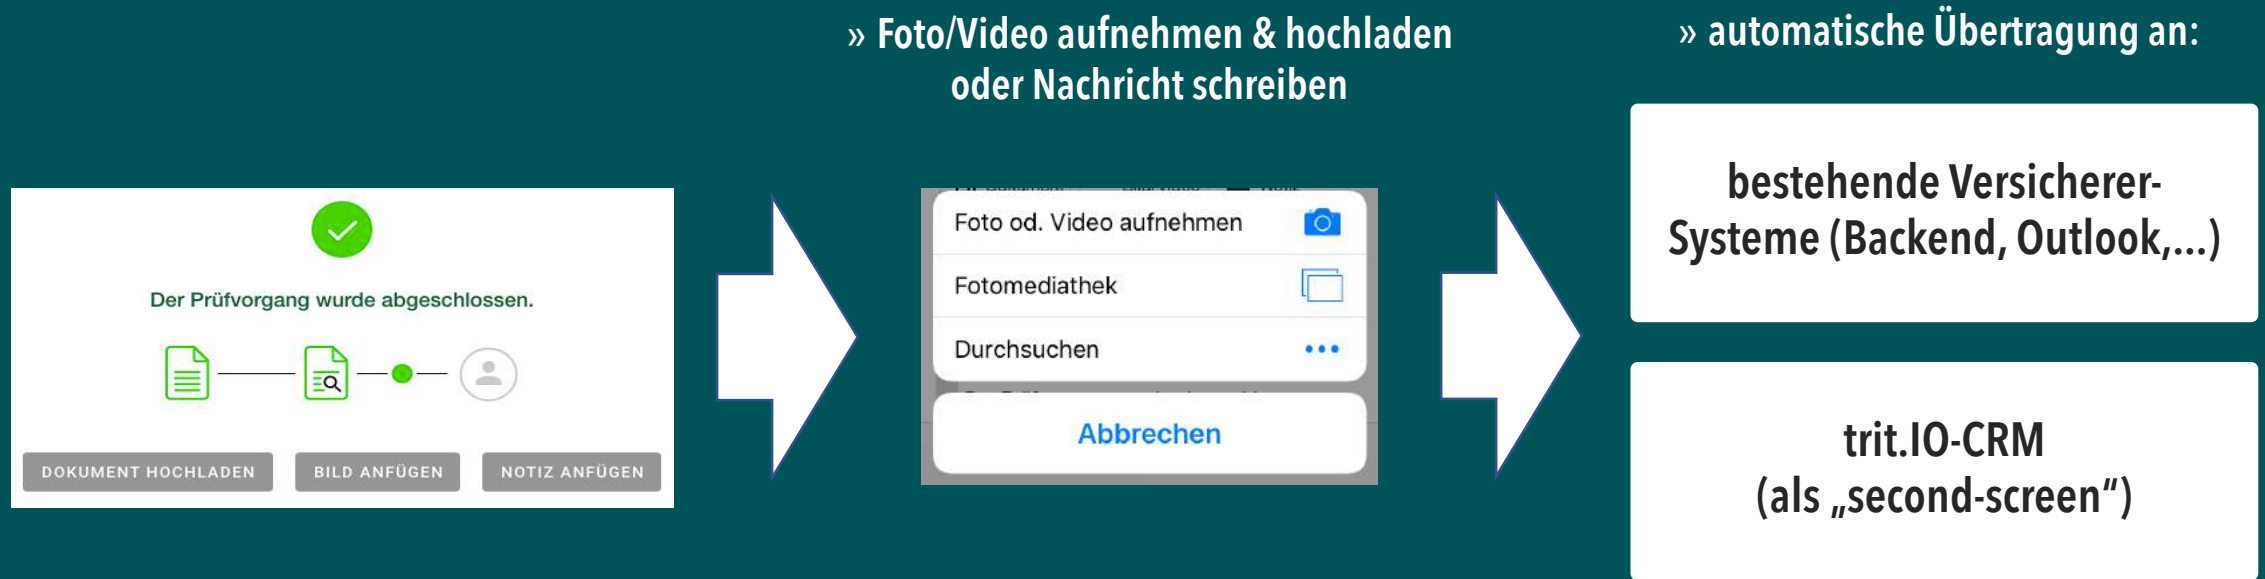 » Foto/Video aufnehmen & hochladen
oder Nachricht schreiben
» automatische Übertragung an:
Der Prüfvorgang wurde abgeschlossen.
DOKUMENT HOCHLADEN
BILD ANFÜGEN
NOTIZ ANFÜGEN
Foto od. Video aufnehmen
Fotomediathek
Durchsuchen
Abbrechen
bestehende Versicherer-
Systeme (Backend, Outlook,...)
trit.IO-CRM
(als „second-screen“)